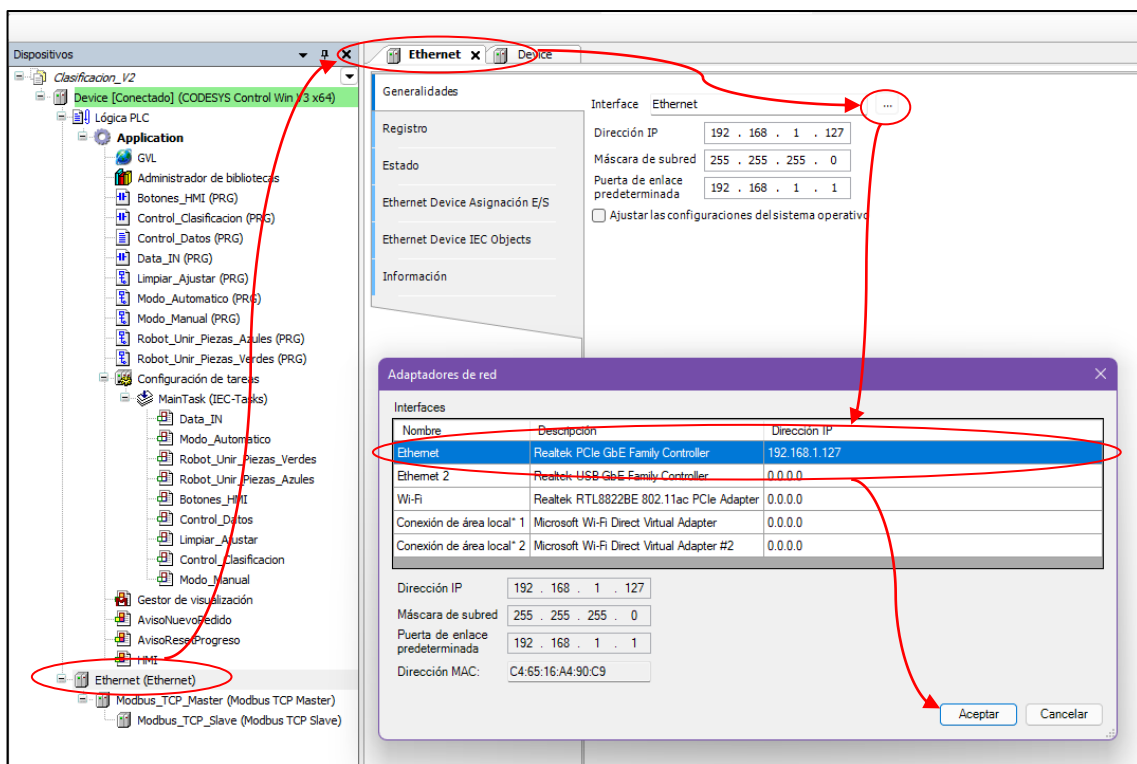 Dispositivos
Clasificacion_V2
Device [Conectado] (CODESYS Control Win V3 x64)
Lógica PLC
Application
GVL
Administrador de bibliotecas
Botones_HMI (PRG)
Control_Clasificacion (PRG)
Control_Datos (PRG)
Data_IN (PRG)
Limpiar_Ajustar (PRG)
Modo_Automatico (PRG)
Modo_Manual (PRG)
Robot_Unir_Piezas_Azules (PRG)
Robot_Unir_Piezas_Verdes (PRG)
Configuración de tareas
MainTask (IEC-Tasks)
Data_IN
Modo_Automatico
Robot_Unir_Piezas_Verdes
Robot_Unir_Piezas_Azules
Botones_HMI
Control_Datos
Limpiar_Ajustar
Control_Clasificacion
Modo_Manual
Gestor de visualización
AvisoNuevoPedido
AvisoResetProgreso
HMI
Ethernet (Ethernet)
Modbus_TCP_Master (Modbus TCP Master)
Modbus_TCP_Slave (Modbus TCP Slave)
Ethernet Device
Generalidades
Registro
Estado
Ethernet Device Asignación E/S
Ethernet Device IEC Objects
Información
Interface Ethernet ...
Dirección IP 192 . 168 . 1 . 127
Máscara de subred 255 . 255 . 255 . 0
Puerta de enlace
predeterminada 192 . 168 . 1 . 1
Ajustar las configuraciones del sistema operativo
Adaptadores de red
Interfaces
Nombre Descripción Dirección IP
Ethernet Realtek PCIe GbE Family Controller 192.168.1.127
Ethernet 2 Realtek USB GbE Family Controller 0.0.0.0
Wi-Fi Realtek RTL8822BE 802.11ac PCIe Adapter 0.0.0.0
Conexión de área local* 1 Microsoft Wi-Fi Direct Virtual Adapter 0.0.0.0
Conexión de área local* 2 Microsoft Wi-Fi Direct Virtual Adapter #2 0.0.0.0
Dirección IP 192 . 168 . 1 . 127
Máscara de subred 255 . 255 . 255 . 0
Puerta de enlace
predeterminada 192 . 168 . 1 . 1
Dirección MAC: C4:65:16:A4:90:C9
Aceptar Cancelar